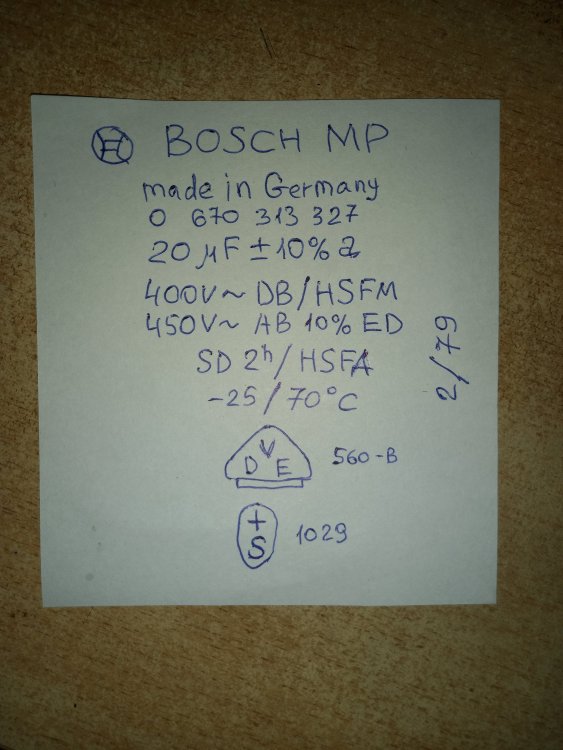 BOSCH MP
made in Germany
0 670 313 327
20 µF ±10% a
400V~ DB/HSFM
450V~ AB 10% ED
SD 2h/HSFA
-25/70°C
2/79
DVE 560-B
+S 1029